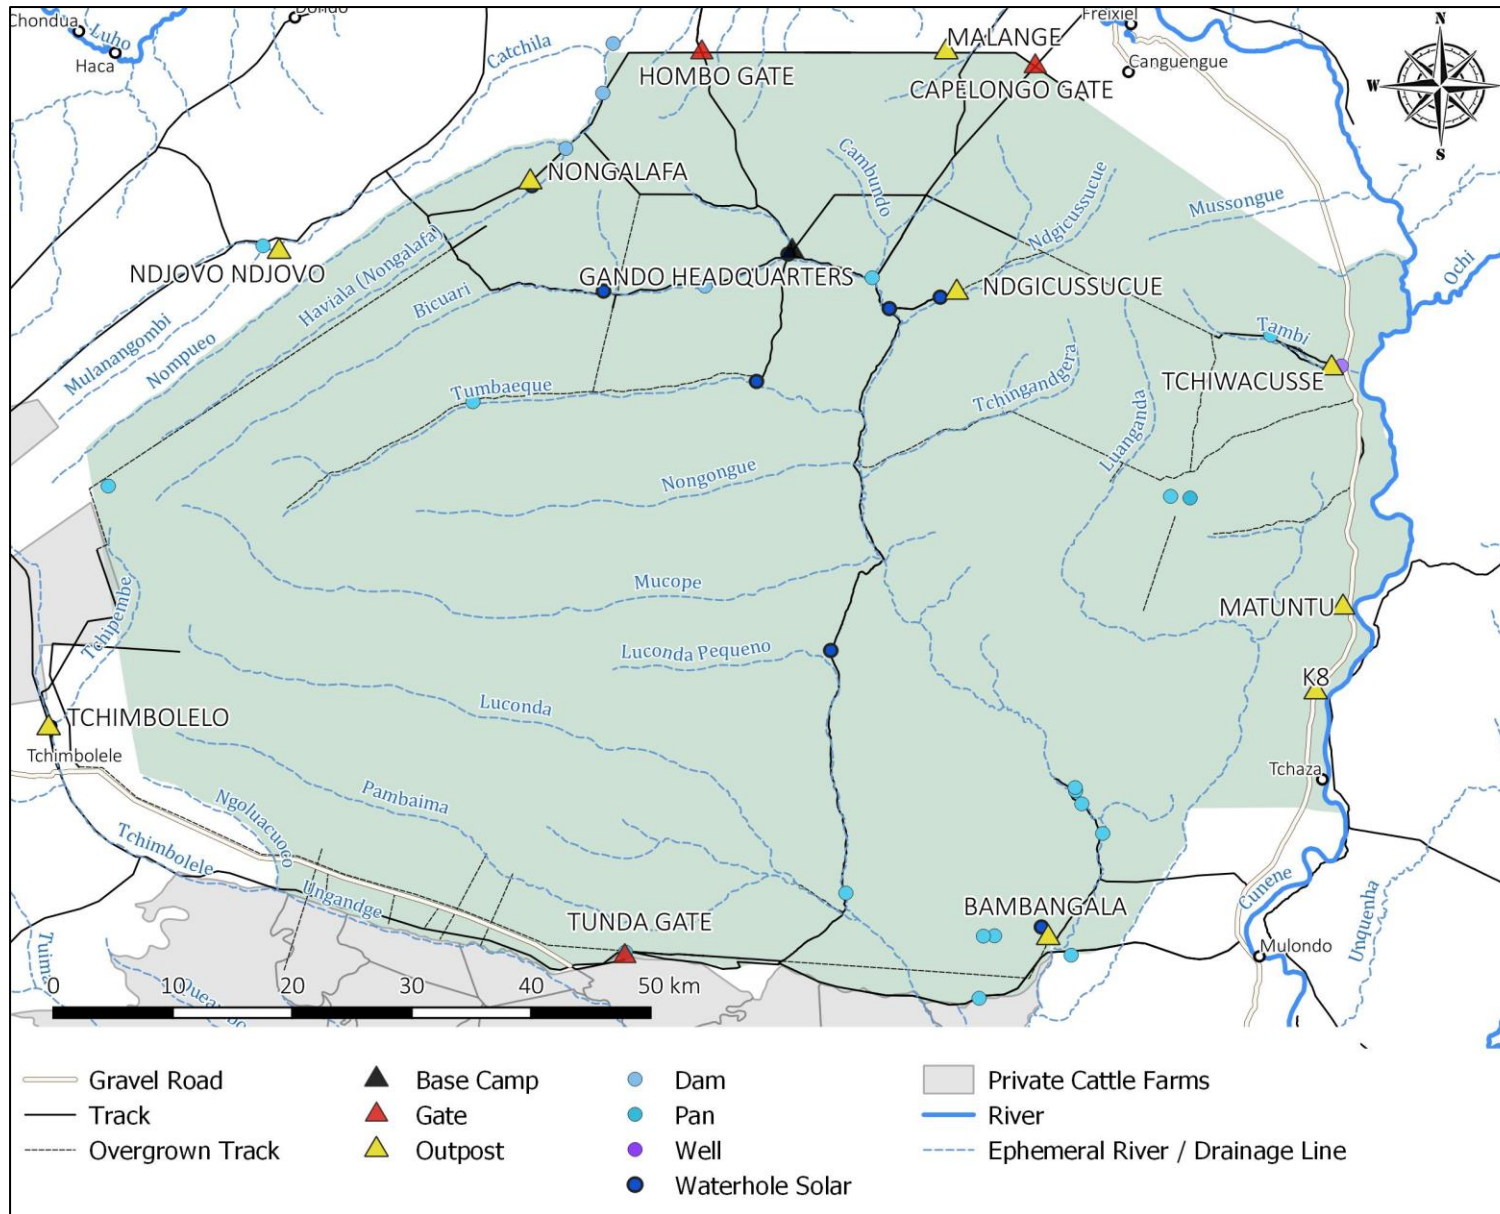 Chondua
Luho
Haca
Dondo
Catchila
Freixiel
Canguengue
N
W
S
HOMBO GATE
MALANGE
CAPELONGO GATE
NONGALAFA
Cambundo
Ndgicussucue
Mussongue
NDJOVO NDJOVO
Haviala (Nongalafa)
Bicuari
GANDO HEADQUARTERS
NDGICUSSUCUE
Ochi
Mulanangombi
Nompueo
Tambi
TCHIWACUSSE
Tumbaeque
Tchingandgera
Luanganda
Nongongue
Tchipembe
Mucope
MATUNTU
Luconda Pequeno
K8
Luconda
TCHIMBOLELO
Tchimbolele
Tchaza
Pambaima
Ngoluacuoco
Tchimbolele
Ungandge
Cunene
Unquenha
TUNDA GATE
BAMBANGALA
Mulondo
Tuima
0 10 20 30 40 50 km
Gravel Road
Track
Overgrown Track
Base Camp
Gate
Outpost
Dam
Pan
Well
Waterhole Solar
Private Cattle Farms
River
Ephemeral River / Drainage Line